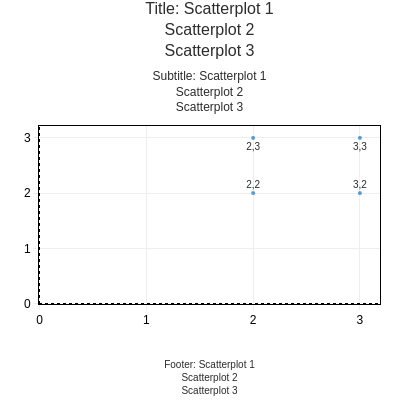 Title: Scatterplot 1
Scatterplot 2
Scatterplot 3
Subtitle: Scatterplot 1
Scatterplot 2
Scatterplot 3
3
2,3 3,3
2,2 3,2
2
1
0
0 1 2 3
Footer: Scatterplot 1
Scatterplot 2
Scatterplot 3